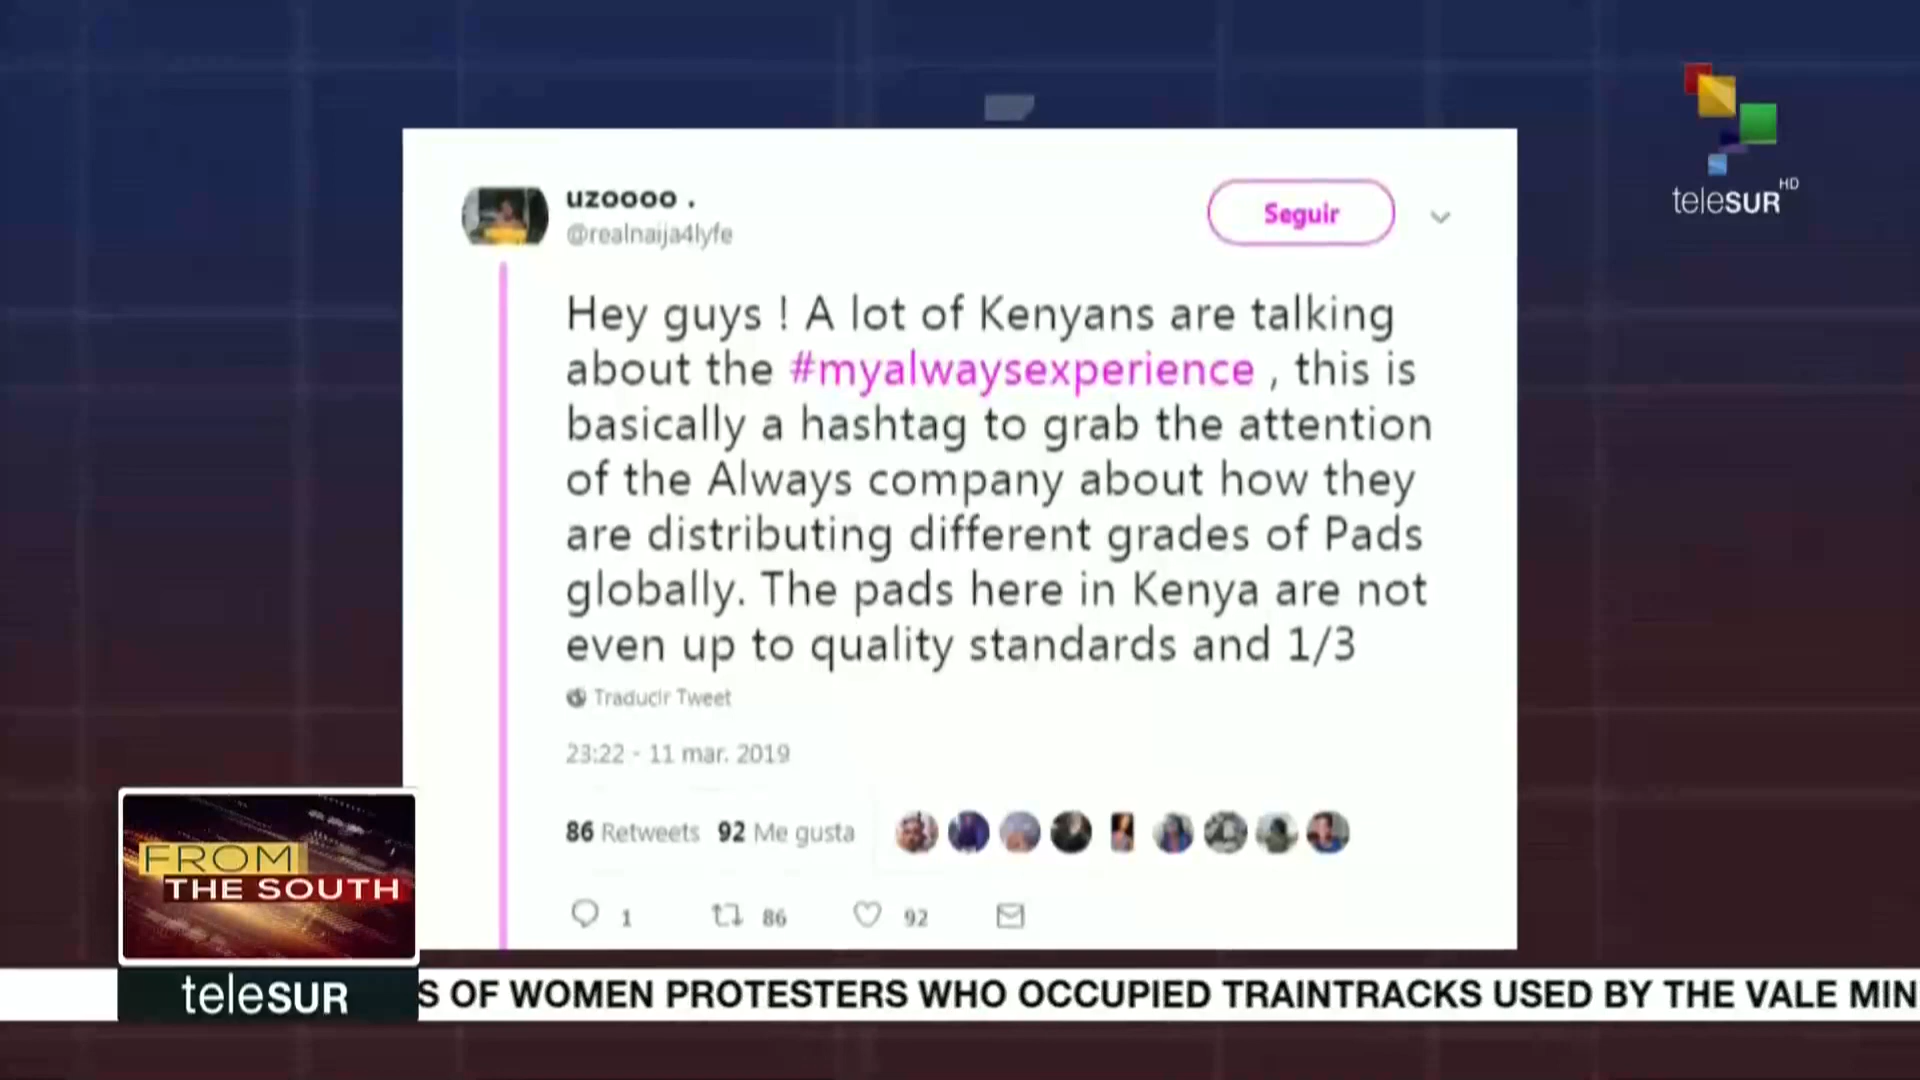 HD
teleSUR
uzoooo .
@realnaija4lyfe
Seguir
Hey guys ! A lot of Kenyans are talking
about the #myalwaysexperience , this is
basically a hashtag to grab the attention
of the Always company about how they
are distributing different grades of Pads
globally. The pads here in Kenya are not
even up to quality standards and 1/3
Traducir Tweet
23:22 - 11 mar. 2019
86 Retweets 92 Me gusta
1 86 92
FROM
THE SOUTH
teleSUR
S OF WOMEN PROTESTERS WHO OCCUPIED TRAINTRACKS USED BY THE VALE MIN